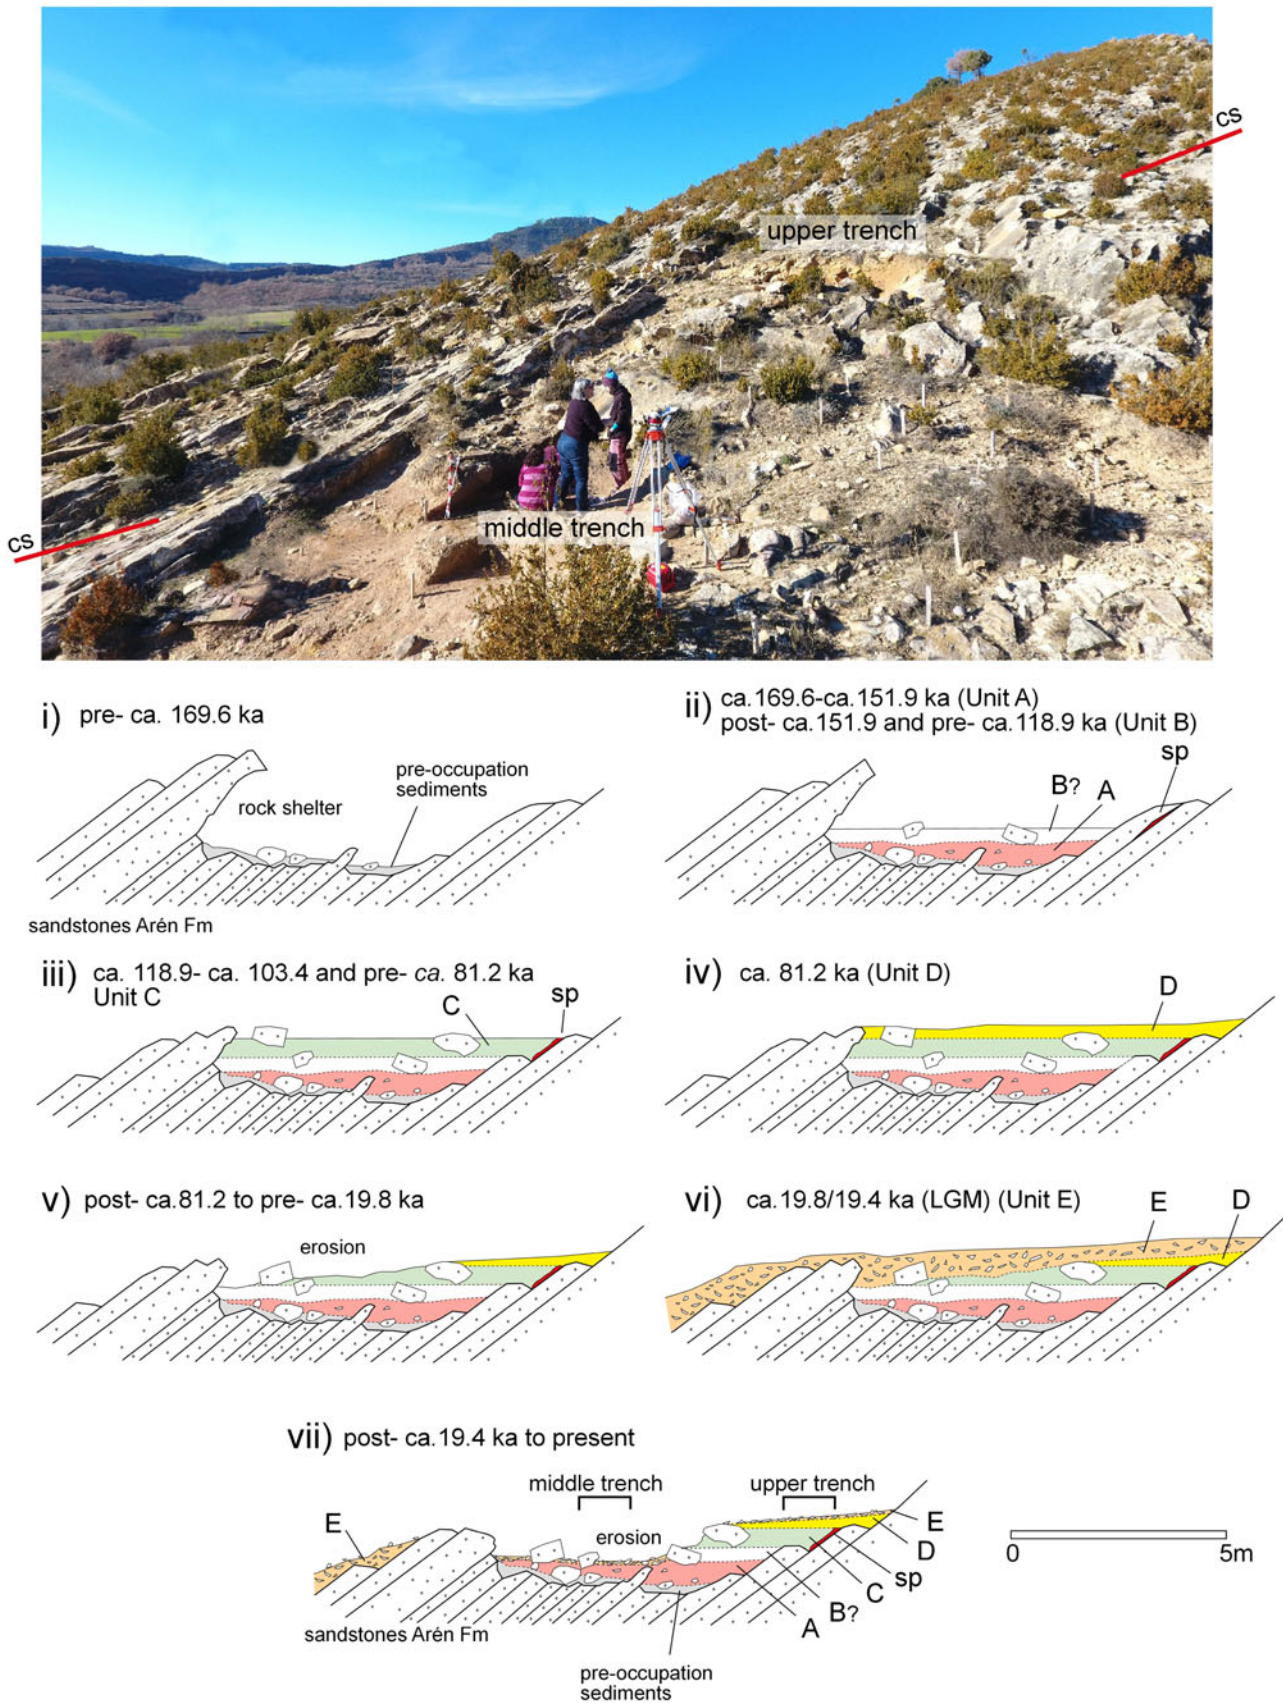 cs
upper trench
middle trench
cs
i) pre- ca. 169.6 ka
rock shelter
pre-occupation
sediments
sandstones Arén Fm
ii) ca.169.6-ca.151.9 ka (Unit A)
post- ca.151.9 and pre- ca.118.9 ka (Unit B)
sp
B?
A
iii) ca. 118.9- ca. 103.4 and pre- ca. 81.2 ka
Unit C
C
sp
iv) ca. 81.2 ka (Unit D)
D
v) post- ca.81.2 to pre- ca.19.8 ka
erosion
vi) ca.19.8/19.4 ka (LGM) (Unit E)
E
D
vii) post- ca.19.4 ka to present
middle trench
upper trench
E
erosion
E
D
sp
C
B?
A
sandstones Arén Fm
pre-occupation
sediments
0
5m